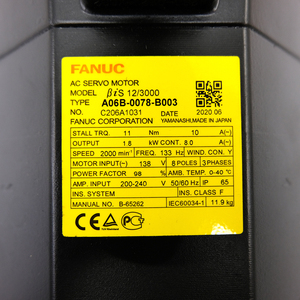 FANUC
AC SERVO MOTOR
MODEL βiS 12/3000
TYPE A06B-0078-B003
NO. C206A1031
FANUC CORPORATION
DATE
2020.06
YAMANASHI, MADE IN JAPAN
STALL TRQ. 11 Nm 10 A(~)
OUTPUT 1.8 kW CONT. 8.0 A(~)
SPEED 2000 min⁻¹ FREQ. 133 Hz WIND. CON. Y
MOTOR INPUT (~) 138 V 8 POLES 3 PHASES
POWER FACTOR 98 % AMB. TEMP. 0-40 ℃
AMP. INPUT 200-240 V 50/60 Hz IP 65
INS. SYSTEM INS. CLASS F
MANUAL NO. B-65262 IEC60034-1 11.9 kg
CE